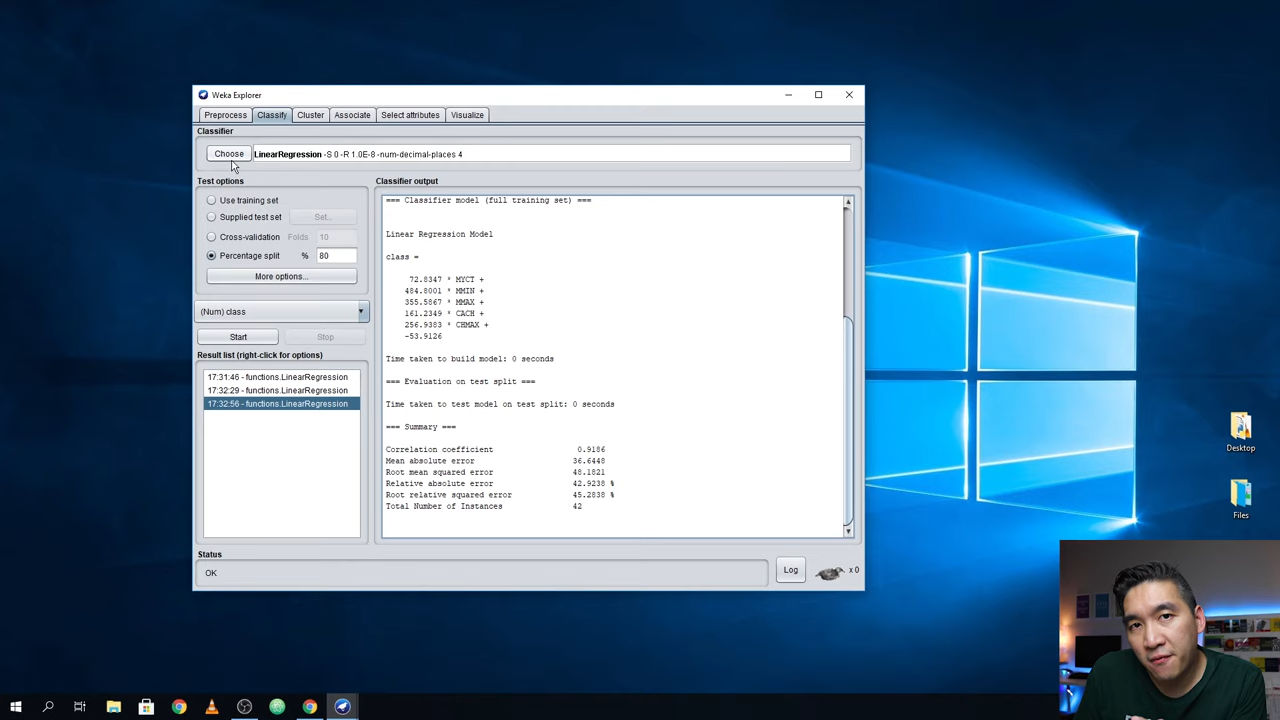 Weka Explorer
Preprocess
Classify
Cluster
Associate
Select attributes
Visualize
Classifier
Choose
LinearRegression -S 0 -R 1.0E-8 -num-decimal-places 4
Test options
Use training set
Supplied test set
Set...
Cross-validation Folds 10
Percentage split % 80
More options...
(Num) class
Start
Stop
Result list (right-click for options)
17:31:46 - functions.LinearRegression
17:32:29 - functions.LinearRegression
17:32:56 - functions.LinearRegression
Classifier output
=== Classifier model (full training set) ===
Linear Regression Model
class =
72.8347 * MYCT +
484.8001 * MMIN +
355.5867 * MMAX +
161.2349 * CACH +
256.9383 * CHMAX +
-53.9126
Time taken to build model: 0 seconds
=== Evaluation on test split ===
Time taken to test model on test split: 0 seconds
=== Summary ===
Correlation coefficient 0.9186
Mean absolute error 36.6448
Root mean squared error 48.1821
Relative absolute error 42.9238 %
Root relative squared error 45.2838 %
Total Number of Instances 42
Status
OK
Log
x 0
Desktop
Files